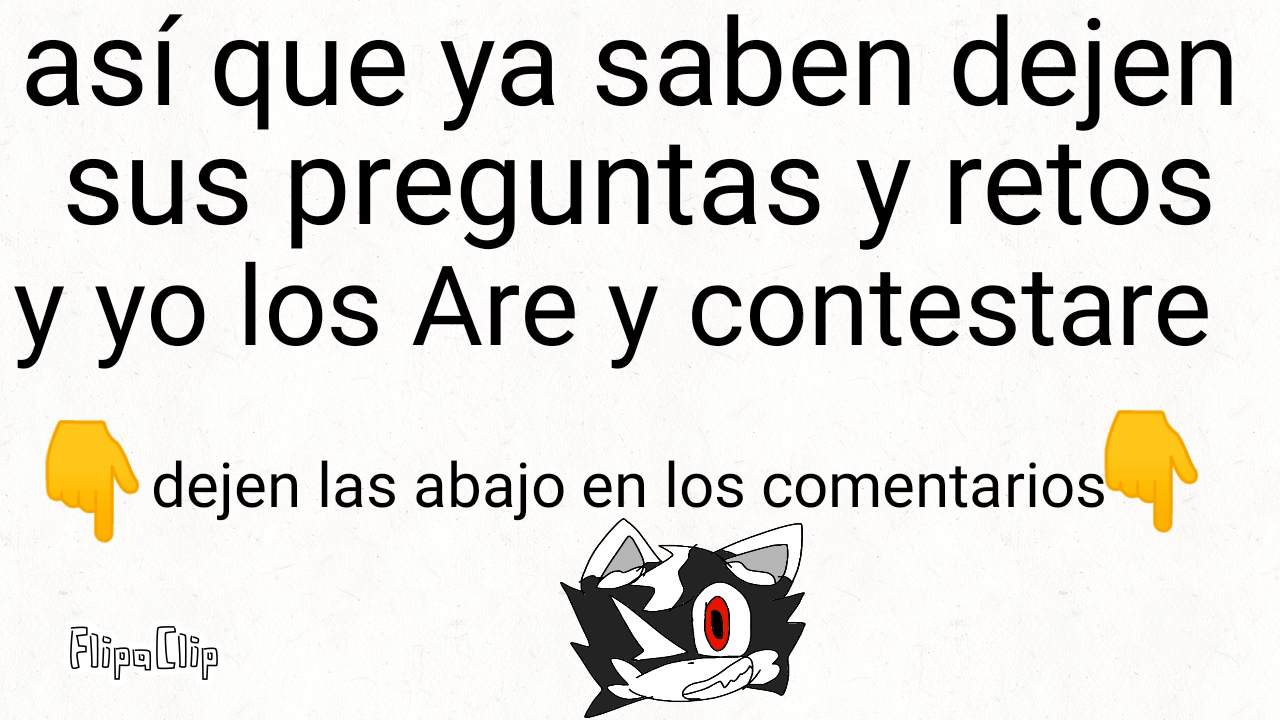 así que ya saben dejen
sus preguntas y retos
y yo los Are y contestare
dejen las abajo en los comentarios
FlipaClip